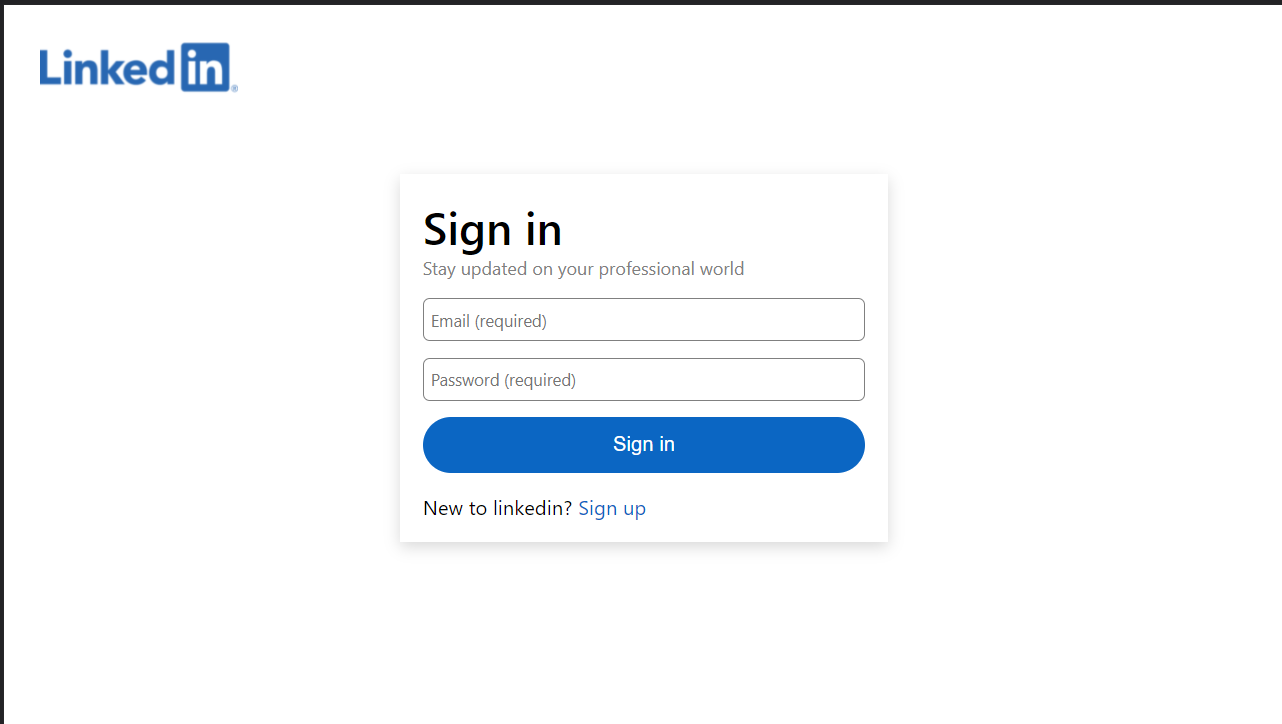 Linkedin®
Sign in
Stay updated on your professional world
Email (required)
Password (required)
Sign in
New to linkedin? Sign up